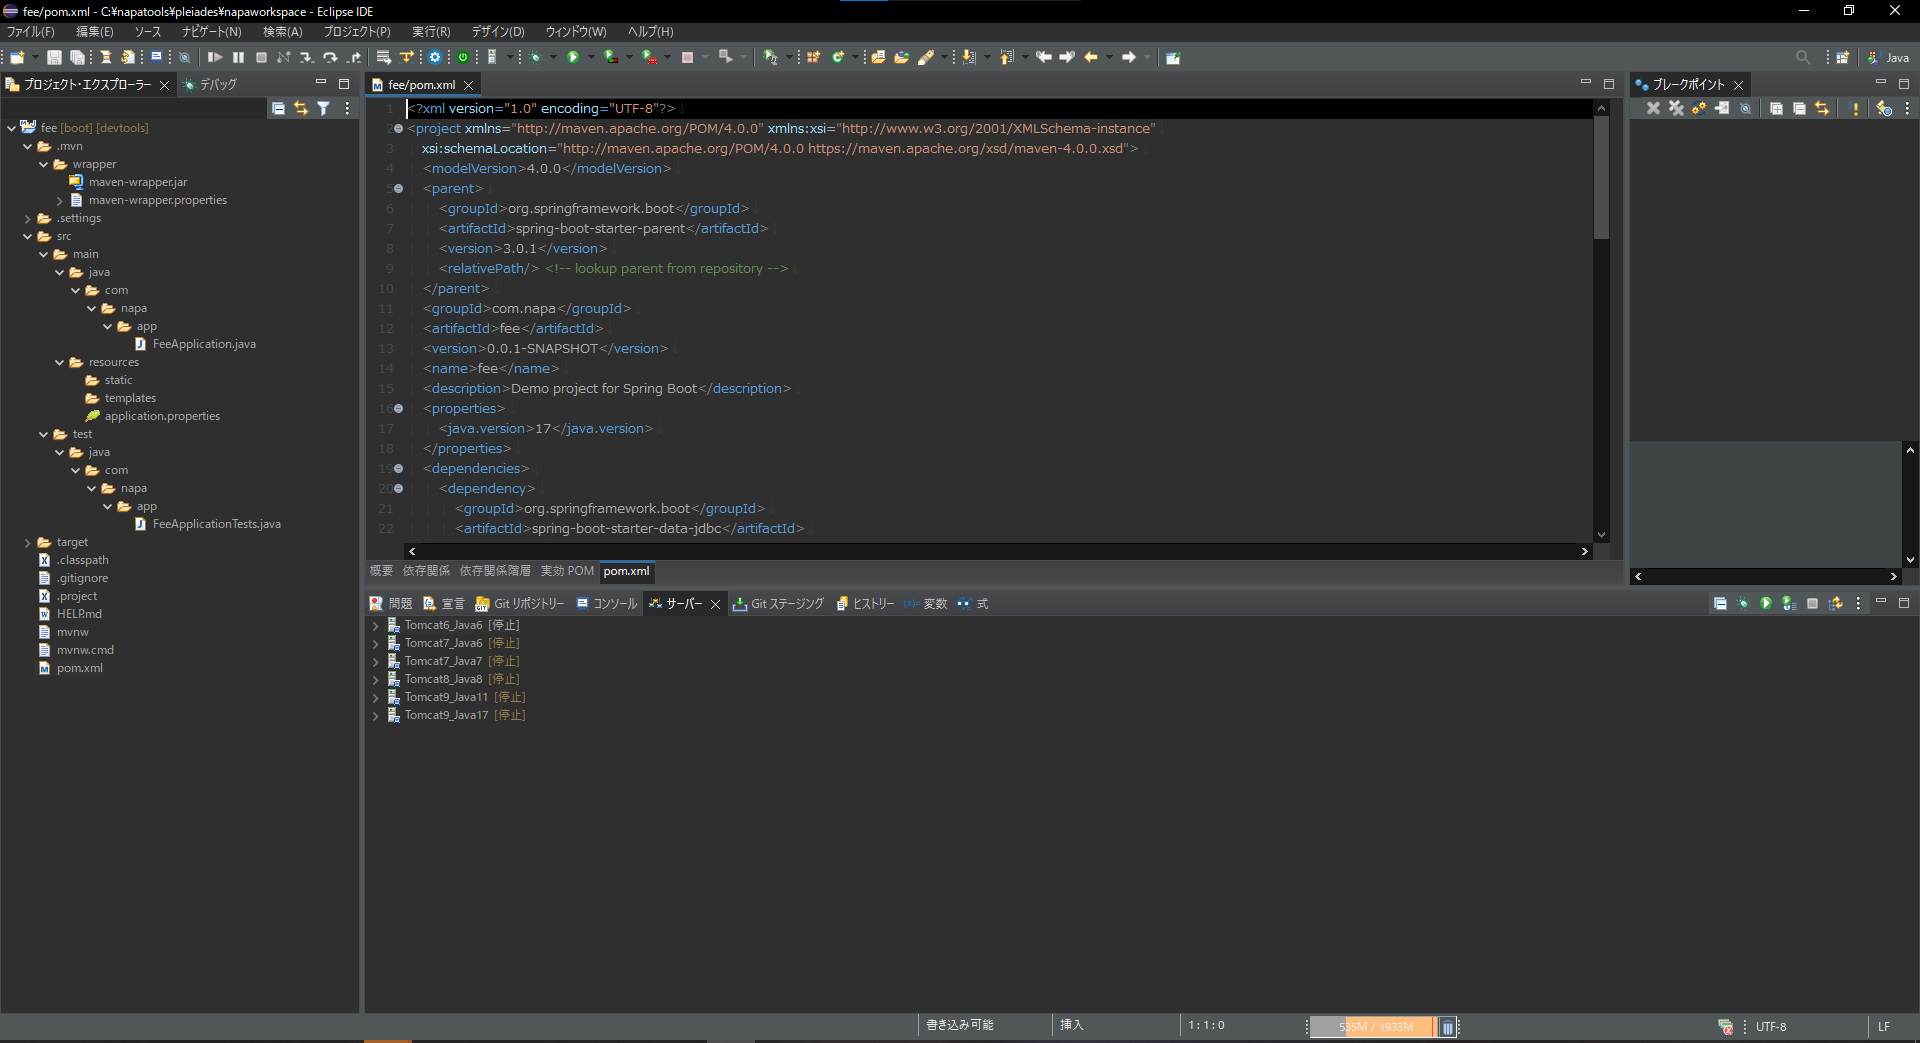 fee/pom.xml - C:¥napatools¥pleiades¥napaworkspace - Eclipse IDE
ファイル(F) 編集(E) ソース ナビゲート(N) 検索(A) プロジェクト(P) 実行(R) デザイン(D) ウィンドウ(W) ヘルプ(H)
Java
プロジェクト・エクスプローラー デバッグ
fee [boot] [devtools]
.mvn
wrapper
maven-wrapper.jar
maven-wrapper.properties
.settings
src
main
java
com
napa
app
FeeApplication.java
resources
static
templates
application.properties
test
java
com
napa
app
FeeApplicationTests.java
target
.classpath
.gitignore
.project
HELP.md
mvnw
mvnw.cmd
pom.xml
fee/pom.xml
1 <?xml version="1.0" encoding="UTF-8"?>
2 <project xmlns="http://maven.apache.org/POM/4.0.0" xmlns:xsi="http://www.w3.org/2001/XMLSchema-instance"
3 xsi:schemaLocation="http://maven.apache.org/POM/4.0.0 https://maven.apache.org/xsd/maven-4.0.0.xsd">
4 <modelVersion>4.0.0</modelVersion>
5 <parent>
6 <groupId>org.springframework.boot</groupId>
7 <artifactId>spring-boot-starter-parent</artifactId>
8 <version>3.0.1</version>
9 <relativePath/> <!-- lookup parent from repository -->
10 </parent>
11 <groupId>com.napa</groupId>
12 <artifactId>fee</artifactId>
13 <version>0.0.1-SNAPSHOT</version>
14 <name>fee</name>
15 <description>Demo project for Spring Boot</description>
16 <properties>
17 <java.version>17</java.version>
18 </properties>
19 <dependencies>
20 <dependency>
21 <groupId>org.springframework.boot</groupId>
22 <artifactId>spring-boot-starter-data-jdbc</artifactId>
概要 依存関係 依存関係階層 実効 POM pom.xml
ブレークポイント
問題 宣言 Git リポジトリー コンソール サーバー Git ステージング ヒストリー 変数 式
Tomcat6_Java6 [停止]
Tomcat7_Java6 [停止]
Tomcat7_Java7 [停止]
Tomcat8_Java8 [停止]
Tomcat9_Java11 [停止]
Tomcat9_Java17 [停止]
書き込み可能 挿入 1 : 1 : 0 535M / 1933M UTF-8 LF